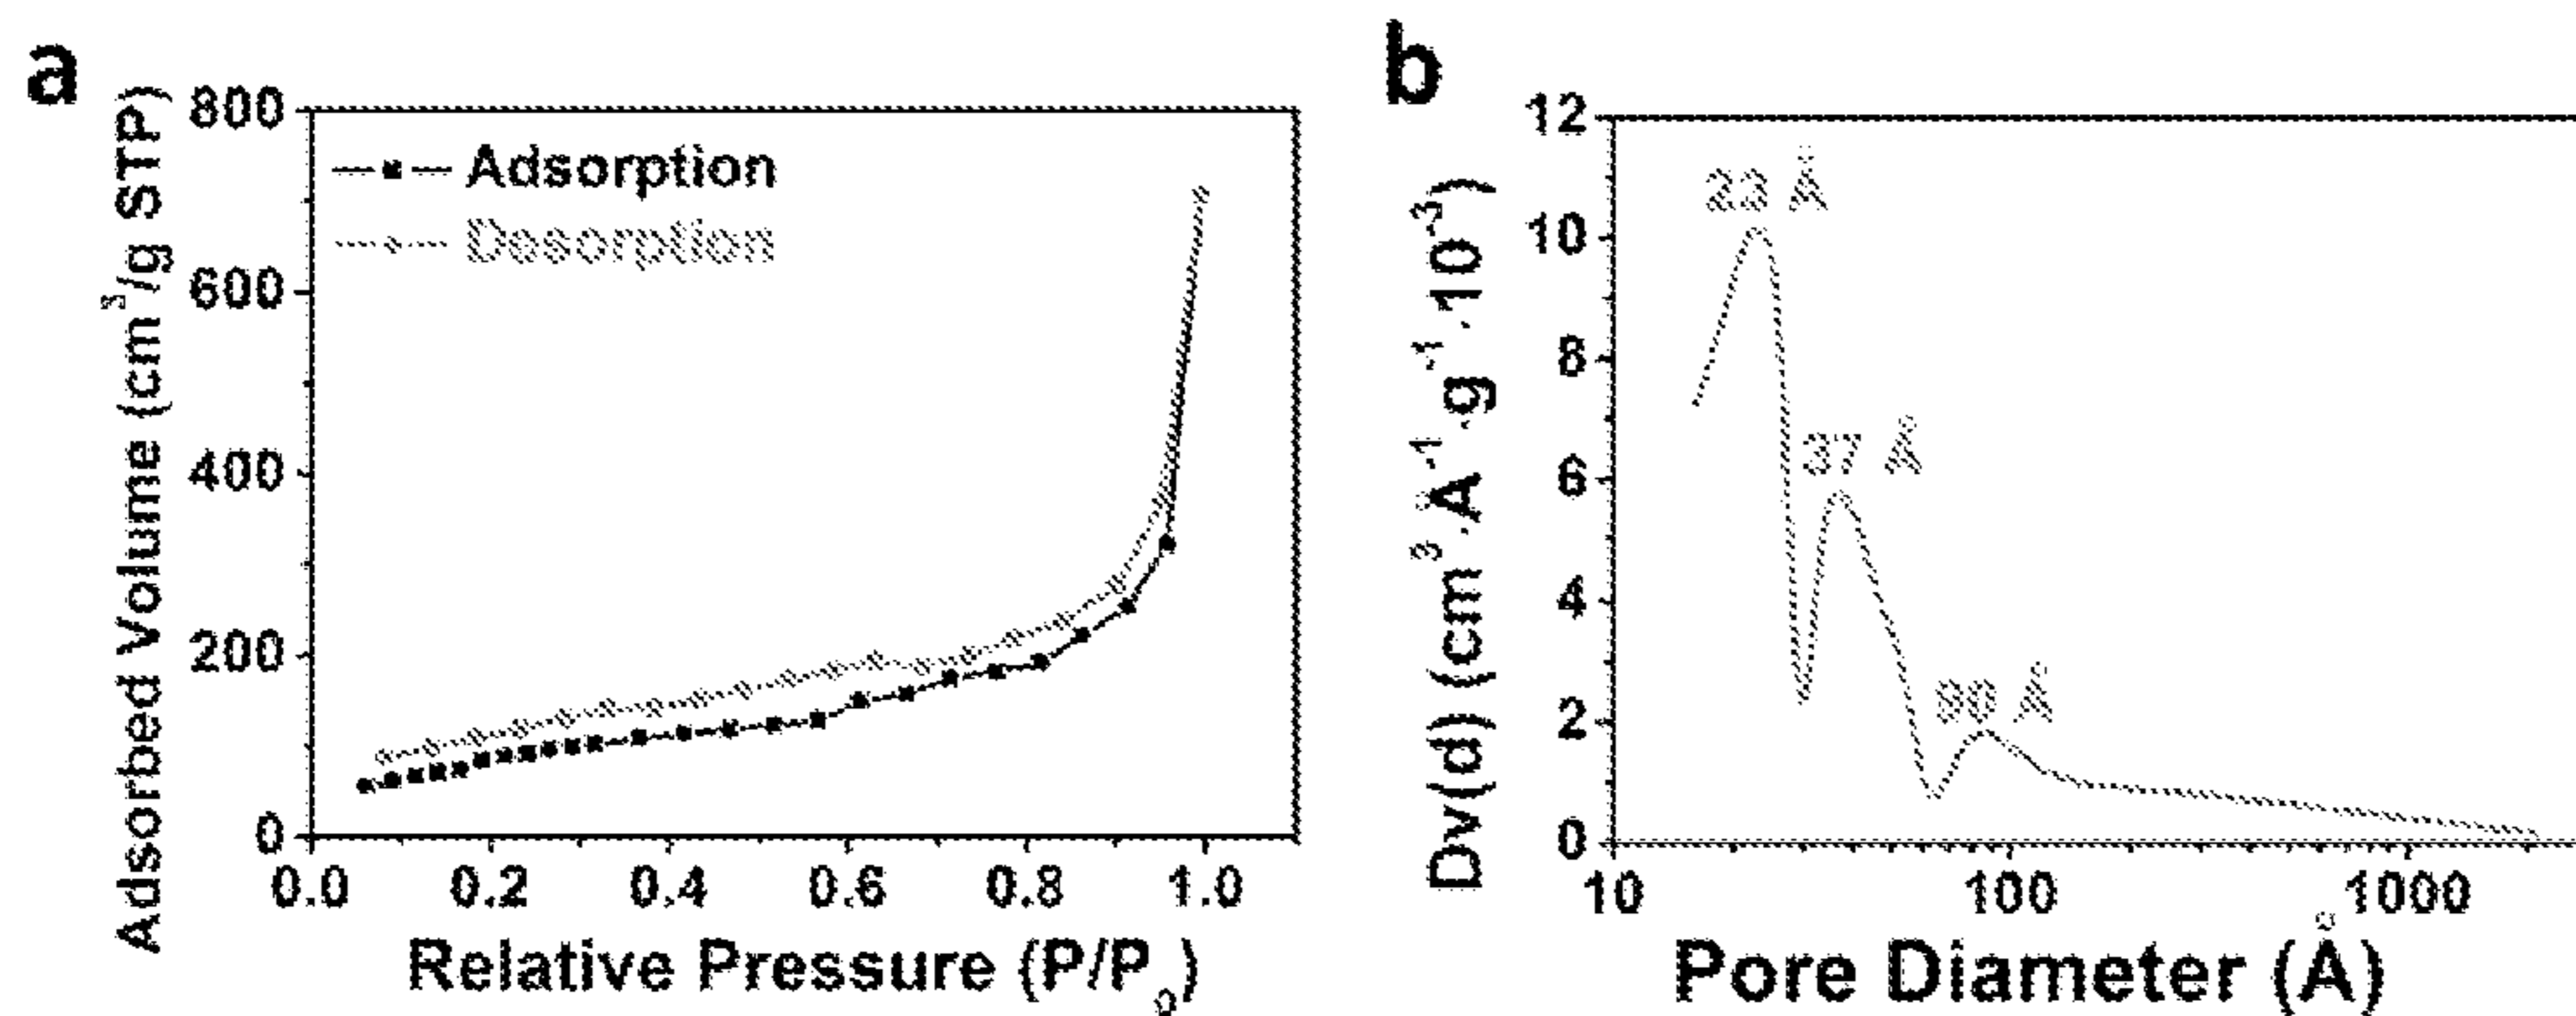 a
Adsorbed Volume (cm³/g STP)
800
600
400
200
0
Adsorption
Desorption
0.0 0.2 0.4 0.6 0.8 1.0
Relative Pressure (P/Pₒ)
b
Dv(d) (cm³.Å⁻¹.g⁻¹.10⁻³)
12
10
8
6
4
2
0
23 Å
37 Å
90 Å
10 100 1000
Pore Diameter (Å)